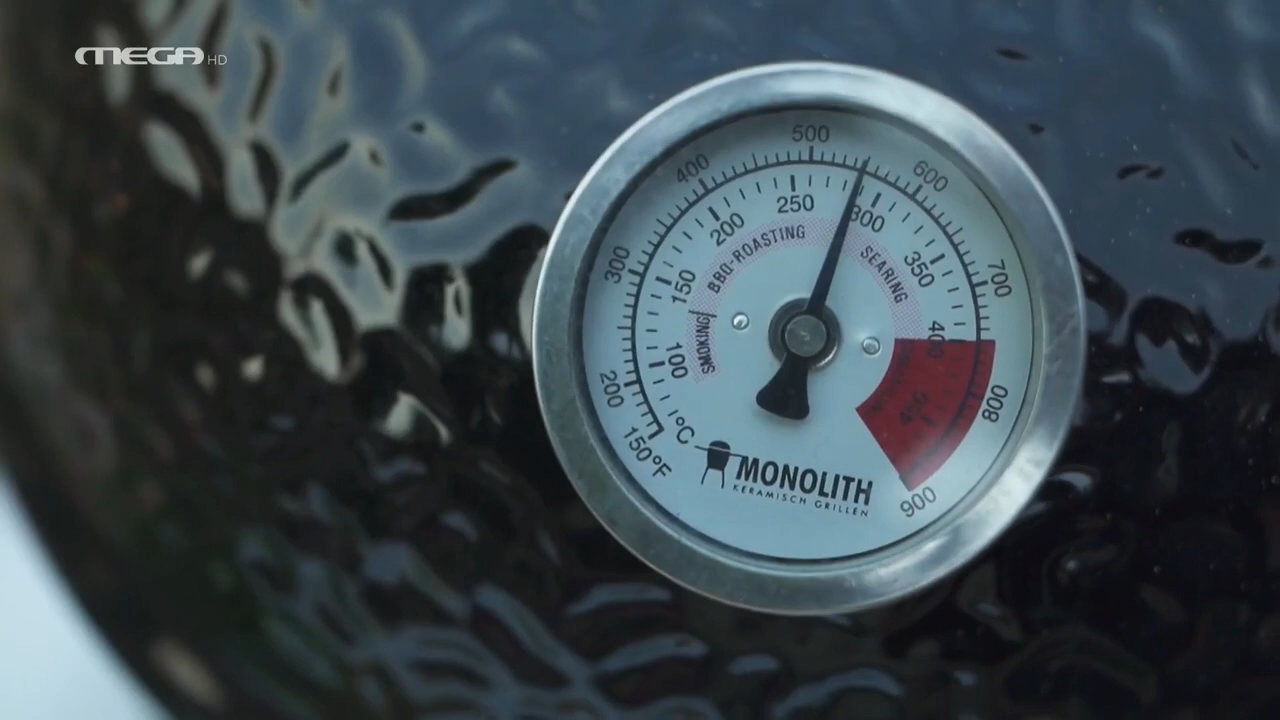 MEGA HD
500
400
600
300
700
200
800
150°F
900
250
200
300
150
350
100
400
°C
BBQ-ROASTING
SEARING
SMOKING
MONOLITH
KERAMISCH GRILLEN